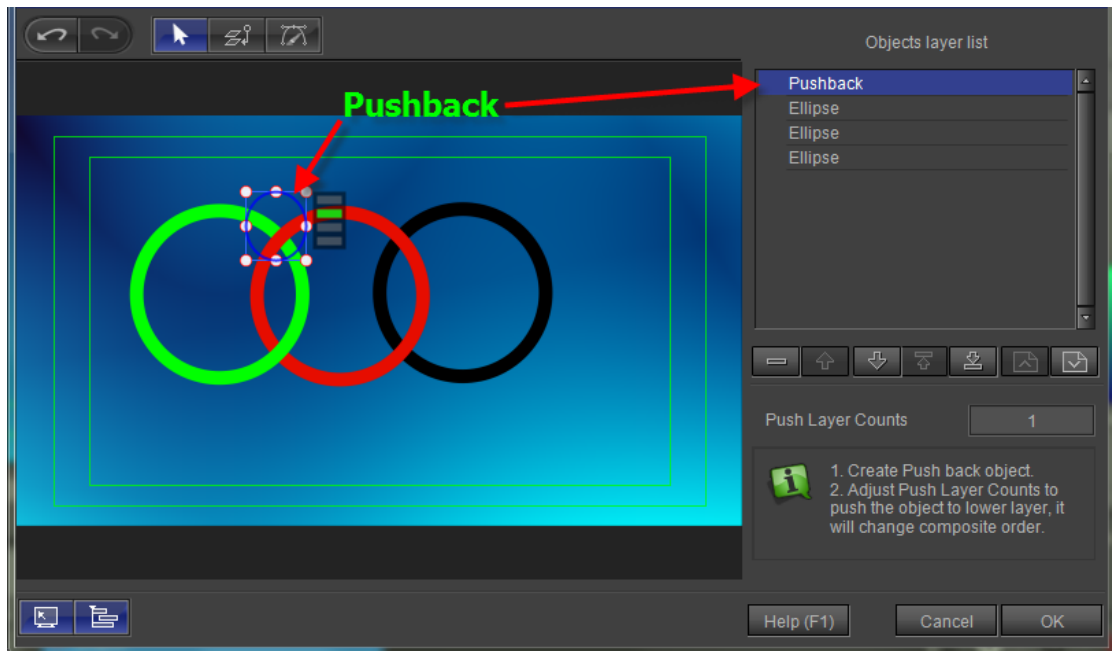 Objects layer list
Pushback
Pushback
Ellipse
Ellipse
Ellipse
Push Layer Counts
1
1. Create Push back object.
2. Adjust Push Layer Counts to
push the object to lower layer, it
will change composite order.
Help (F1)
Cancel
OK